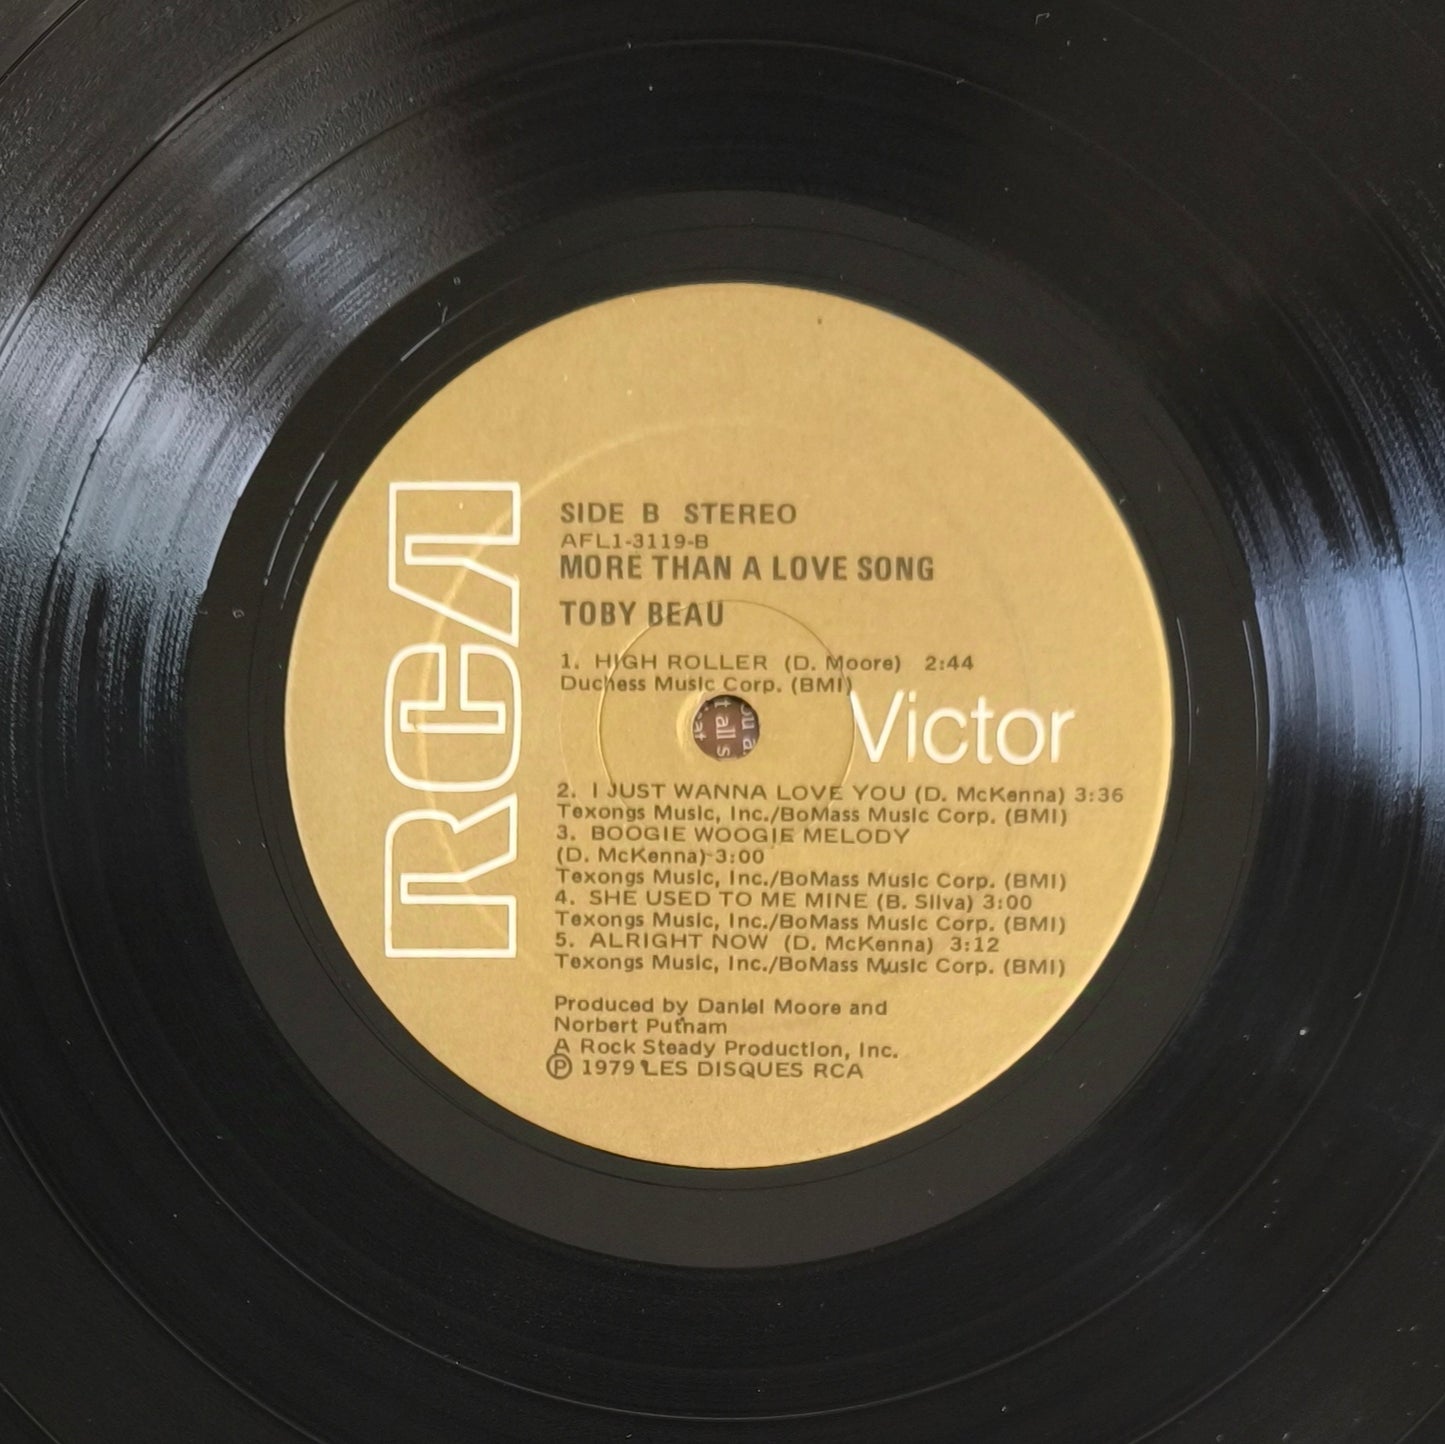 RCA
SIDE B STEREO
AFL1-3119-B
MORE THAN A LOVE SONG
TOBY BEAU
1. HIGH ROLLER (D. Moore) 2:44
Duchess Music Corp. (BMI)
Victor
2. I JUST WANNA LOVE YOU (D. McKenna) 3:36
Texongs Music, Inc./BoMass Music Corp. (BMI)
3. BOOGIE WOOGIE MELODY
(D. McKenna) 3:00
Texongs Music, Inc./BoMass Music Corp. (BMI)
4. SHE USED TO ME MINE (B. Silva) 3:00
Texongs Music, Inc./BoMass Music Corp. (BMI)
5. ALRIGHT NOW (D. McKenna) 3:12
Texongs Music, Inc./BoMass Music Corp. (BMI)
Produced by Daniel Moore and
Norbert Putnam
A Rock Steady Production, Inc.
Ⓟ 1979 LES DISQUES RCA